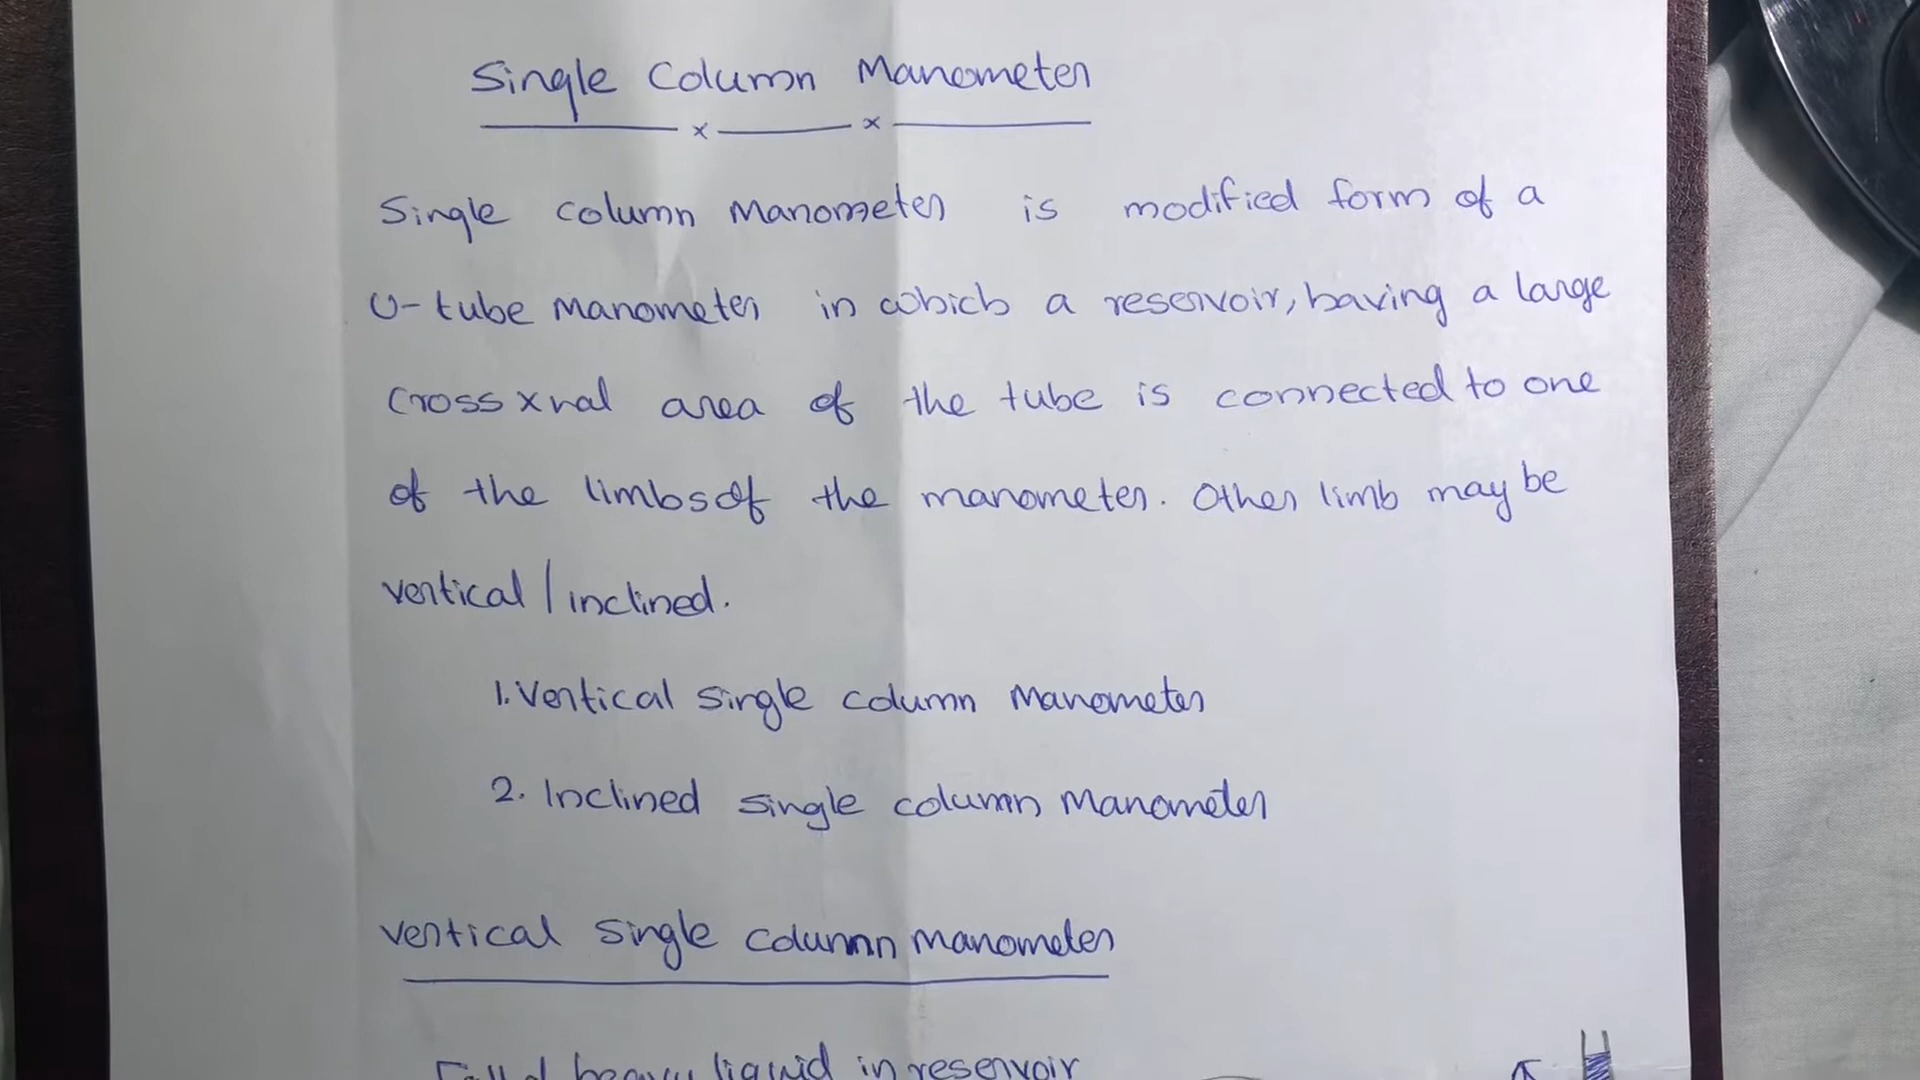 Single Column Manometer
Single column Manometer is modified form of a
U-tube Manometer in which a reservoir, having a large
cross xnal area of the tube is connected to one
of the limbs of the manometer. Other limb may be
vertical / inclined.
1. Vertical single column Manometer
2. Inclined single column Manometer
vertical single column manometer
heavy liquid in reservoir